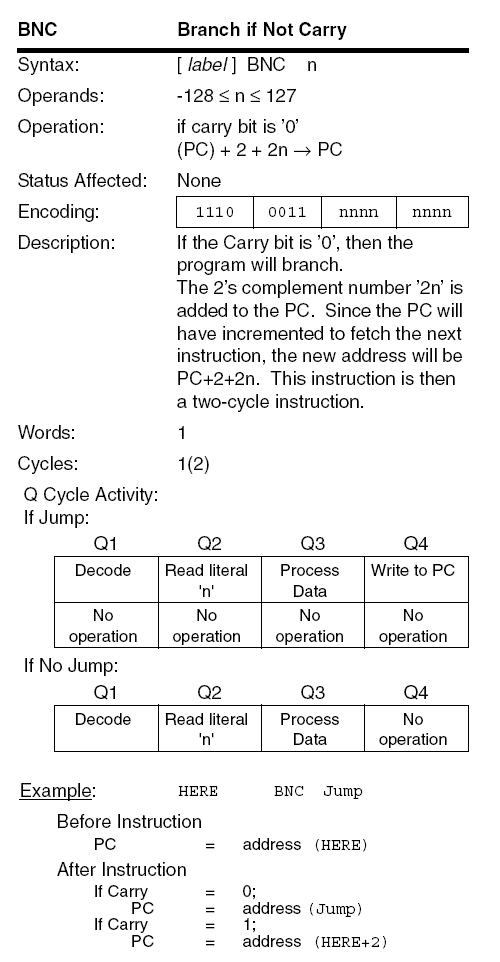 BNC Branch if Not Carry
Syntax: [ label ] BNC n
Operands: -128 ≤ n ≤ 127
Operation: if carry bit is ’0’
(PC) + 2 + 2n → PC
Status Affected: None
Encoding: 1110 0011 nnnn nnnn
Description: If the Carry bit is ’0’, then the
program will branch.
The 2’s complement number ’2n’ is
added to the PC. Since the PC will
have incremented to fetch the next
instruction, the new address will be
PC+2+2n. This instruction is then
a two-cycle instruction.
Words: 1
Cycles: 1(2)
Q Cycle Activity:
If Jump:
Q1 Q2 Q3 Q4
Decode Read literal Process Write to PC
'n' Data
No No No No
operation operation operation operation
If No Jump:
Q1 Q2 Q3 Q4
Decode Read literal Process No
'n' Data operation
Example: HERE BNC Jump
Before Instruction
PC = address (HERE)
After Instruction
If Carry = 0;
PC = address (Jump)
If Carry = 1;
PC = address (HERE+2)